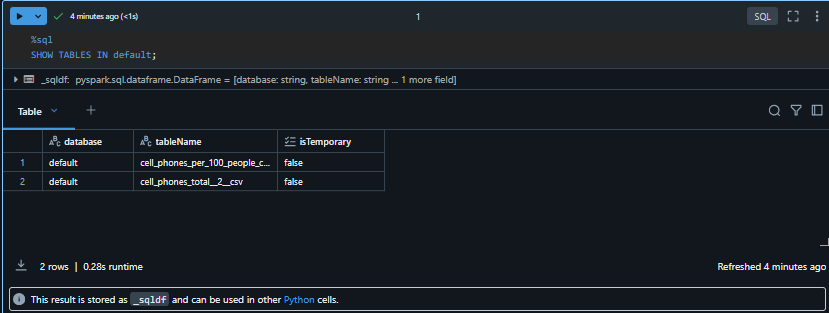 4 minutes ago (<1s)
1
SQL
%sql
SHOW TABLES IN default;
_sqldf: pyspark.sql.dataframe.DataFrame = [database: string, tableName: string ... 1 more field]
Table
database tableName isTemporary
1 default cell_phones_per_100_people_c... false
2 default cell_phones_total__2__csv false
2 rows | 0.28s runtime
Refreshed 4 minutes ago
This result is stored as _sqldf and can be used in other Python cells.